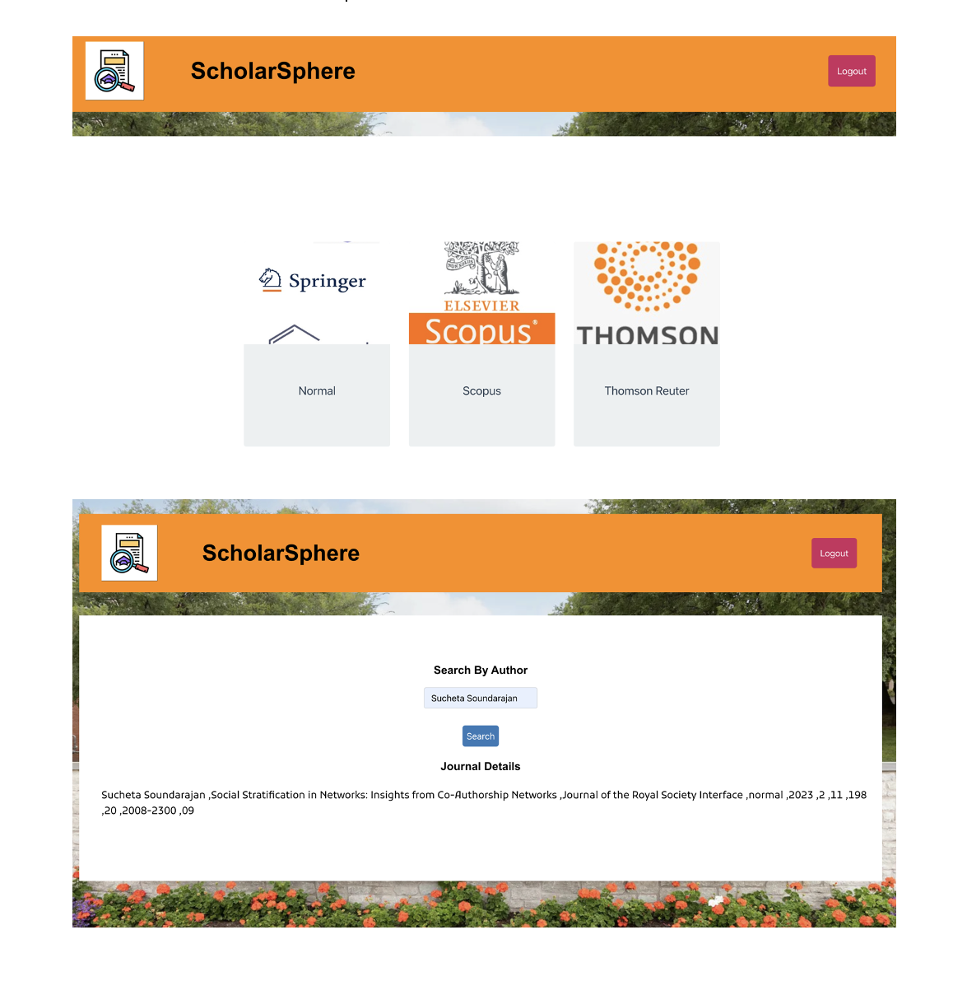 ScholarSphere
Logout
Springer
NON SOLUS
ELSEVIER
Scopus®
THOMSON
Normal
Scopus
Thomson Reuter
ScholarSphere
Logout
Search By Author
Sucheta Soundarajan
Search
Journal Details
Sucheta Soundarajan ,Social Stratification in Networks: Insights from Co-Authorship Networks ,Journal of the Royal Society Interface ,normal ,2023 ,2 ,11 ,198
,20 ,2008-2300 ,09